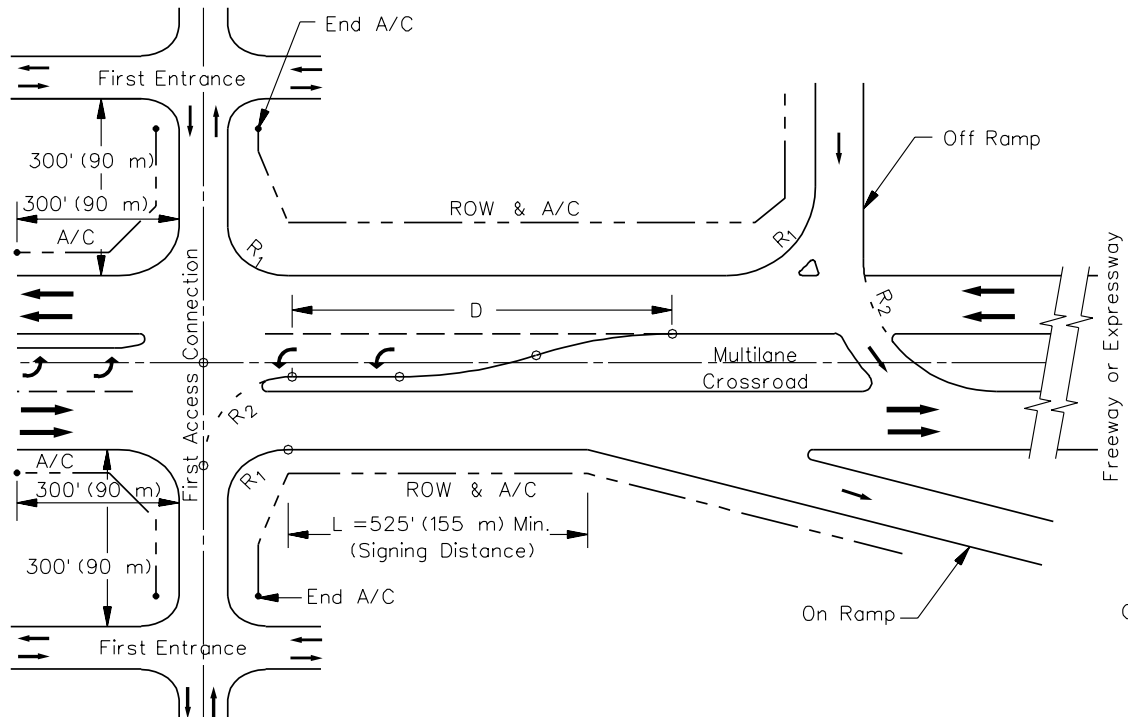 End A/C
First Entrance
Off Ramp
300' (90 m)
300' (90 m)
A/C
ROW & A/C
R1
R1
R2
D
First Access Connection
Multilane
Crossroad
Freeway or Expressway
R2
A/C
300' (90 m)
R1
ROW & A/C
L =525' (155 m) Min.
(Signing Distance)
300' (90 m)
End A/C
On Ramp
First Entrance